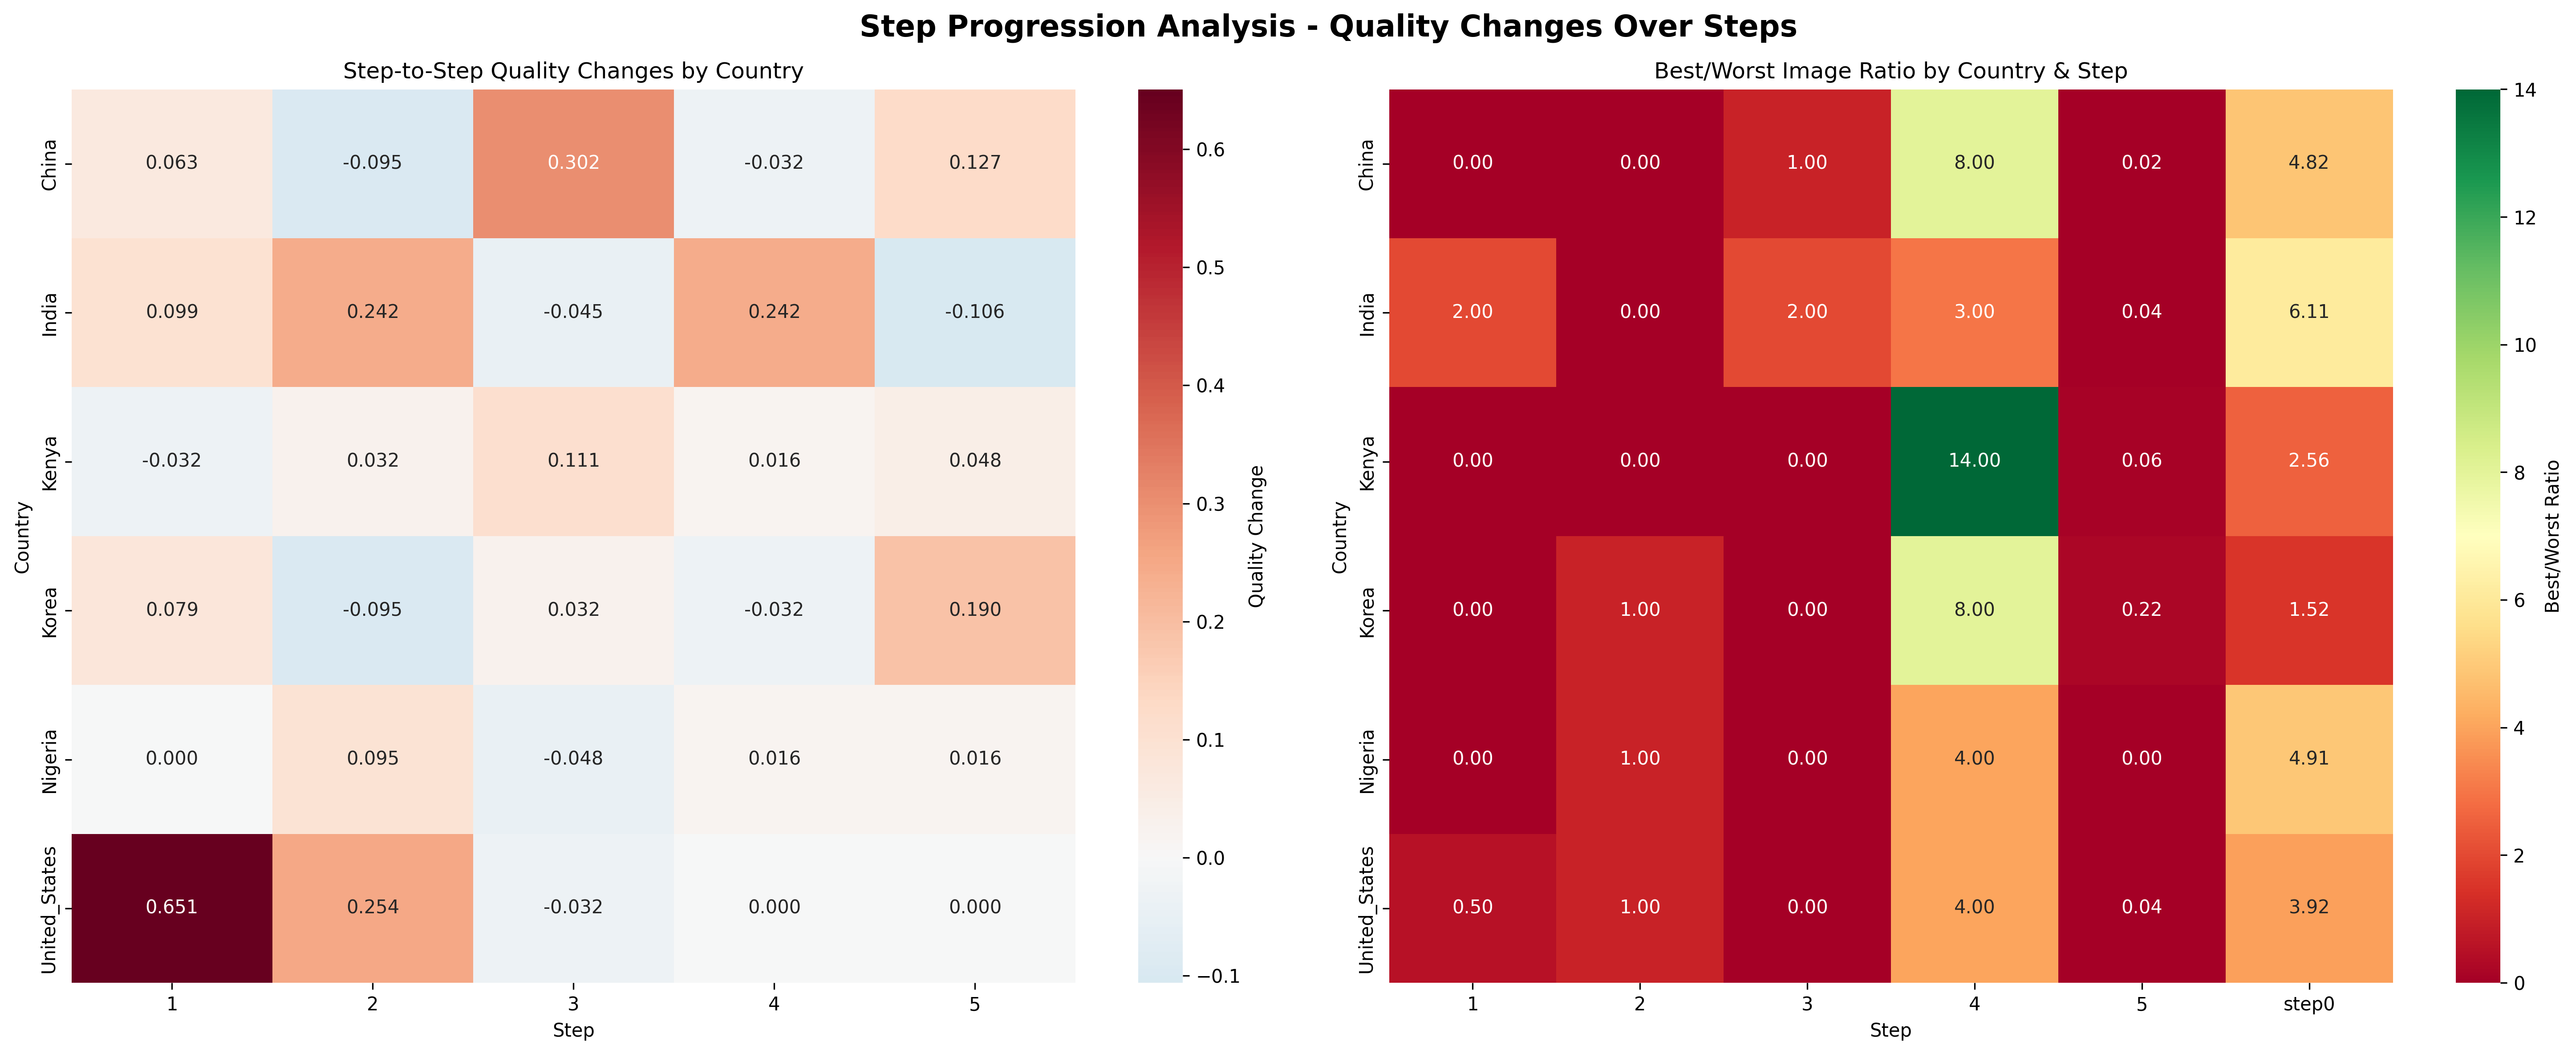 Step Progression Analysis - Quality Changes Over Steps
Step-to-Step Quality Changes by Country
Country
China
0.063 -0.095 0.302 -0.032 0.127
India
0.099 0.242 -0.045 0.242 -0.106
Kenya
-0.032 0.032 0.111 0.016 0.048
Korea
0.079 -0.095 0.032 -0.032 0.190
Nigeria
0.000 0.095 -0.048 0.016 0.016
United_States
0.651 0.254 -0.032 0.000 0.000
1 2 3 4 5
Step
0.6
0.5
0.4
0.3
0.2
0.1
0.0
−0.1
Quality Change
Best/Worst Image Ratio by Country & Step
Country
China
0.00 0.00 1.00 8.00 0.02 4.82
India
2.00 0.00 2.00 3.00 0.04 6.11
Kenya
0.00 0.00 0.00 14.00 0.06 2.56
Korea
0.00 1.00 0.00 8.00 0.22 1.52
Nigeria
0.00 1.00 0.00 4.00 0.00 4.91
United_States
0.50 1.00 0.00 4.00 0.04 3.92
1 2 3 4 5 step0
Step
14
12
10
8
6
4
2
0
Best/Worst Ratio